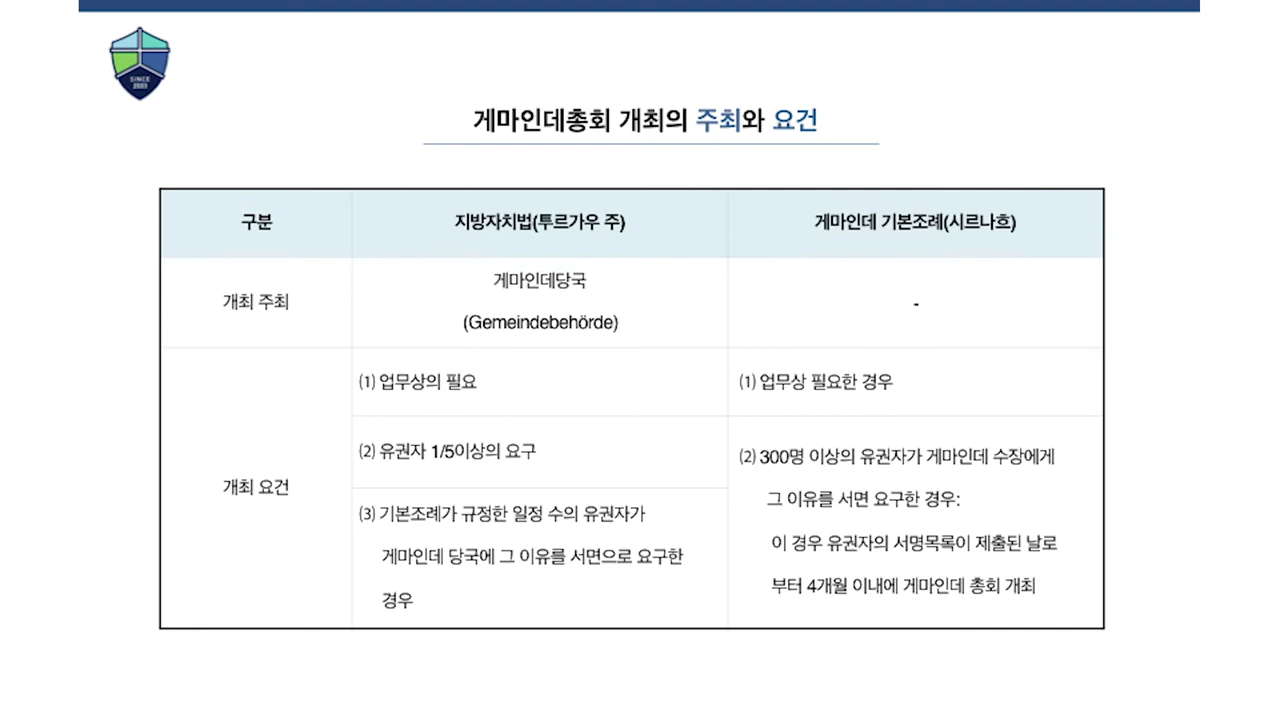 SINCE
2003
게마인데총회 개최의 주최와 요건
구분
지방자치법(투르가우 주)
게마인데 기본조례(시르나흐)
개최 주최
게마인데당국
(Gemeindebehörde)
-
개최 요건
(1) 업무상의 필요
(1) 업무상 필요한 경우
(2) 유권자 1/5이상의 요구
(3) 기본조례가 규정한 일정 수의 유권자가
게마인데 당국에 그 이유를 서면으로 요구한
경우
(2) 300명 이상의 유권자가 게마인데 수장에게
그 이유를 서면 요구한 경우:
이 경우 유권자의 서명목록이 제출된 날로
부터 4개월 이내에 게마인데 총회 개최